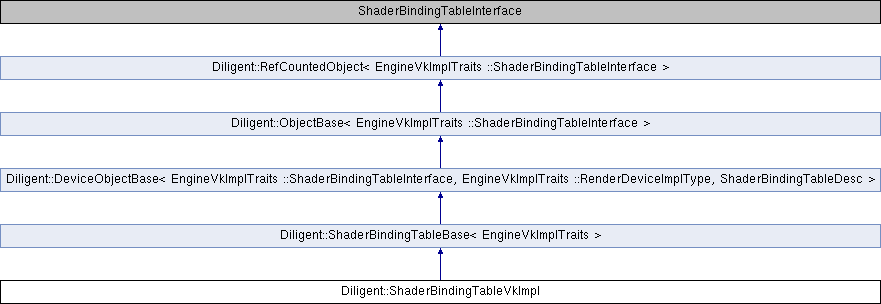 ShaderBindingTableInterface
Diligent::RefCountedObject< EngineVkImplTraits ::ShaderBindingTableInterface >
Diligent::ObjectBase< EngineVkImplTraits ::ShaderBindingTableInterface >
Diligent::DeviceObjectBase< EngineVkImplTraits ::ShaderBindingTableInterface, EngineVkImplTraits ::RenderDeviceImplType, ShaderBindingTableDesc >
Diligent::ShaderBindingTableBase< EngineVkImplTraits >
Diligent::ShaderBindingTableVkImpl